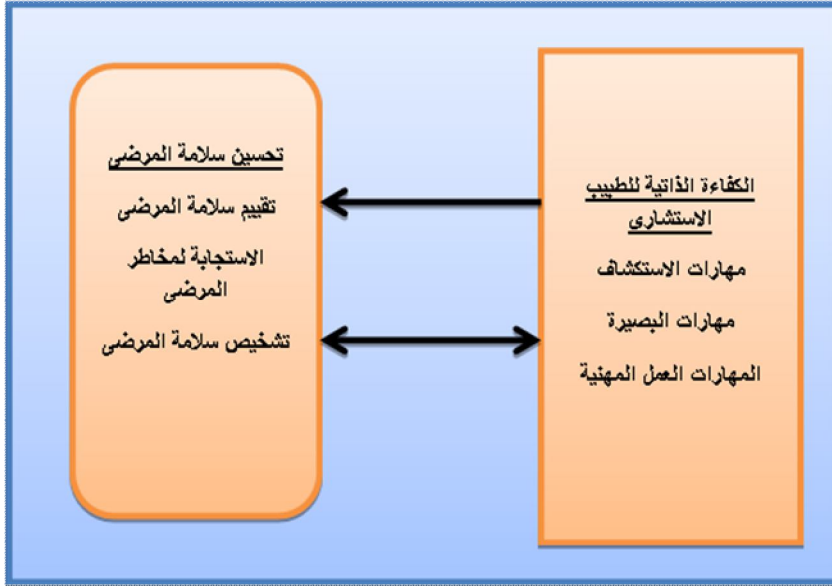 الكفاءة الذاتية للطبيب
الاستشاري
مهارات الاستكشاف
مهارات البصيرة
المهارات العمل المهنية
تحسين سلامة المرضى
تقييم سلامة المرضى
الاستجابة لمخاطر
المرضى
تشخيص سلامة المرضى